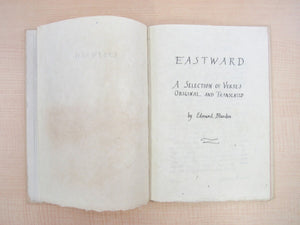 EASTWARD
A SELECTION OF VERSES
ORIGINAL AND TRANSLATED
by Edmund Blunden